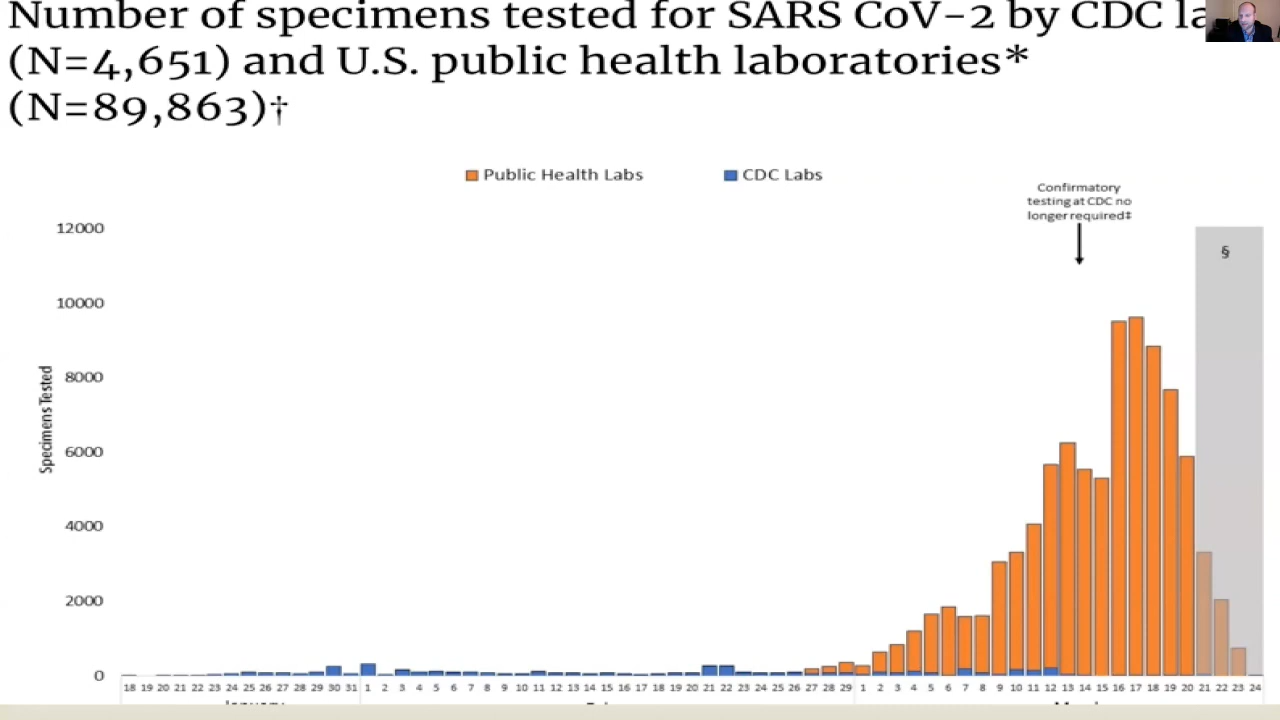 Number of specimens tested for SARS CoV-2 by CDC la
(N=4,651) and U.S. public health laboratories*
(N=89,863)†
Public Health Labs CDC Labs
Confirmatory
testing at CDC no
longer required‡
§
12000
10000
8000
6000
4000
2000
0
Specimens Tested
18 19 20 21 22 23 24 25 26 27 28 29 30 31 1 2 3 4 5 6 7 8 9 10 11 12 13 14 15 16 17 18 19 20 21 22 23 24 25 26 27 28 29 1 2 3 4 5 6 7 8 9 10 11 12 13 14 15 16 17 18 19 20 21 22 23 24